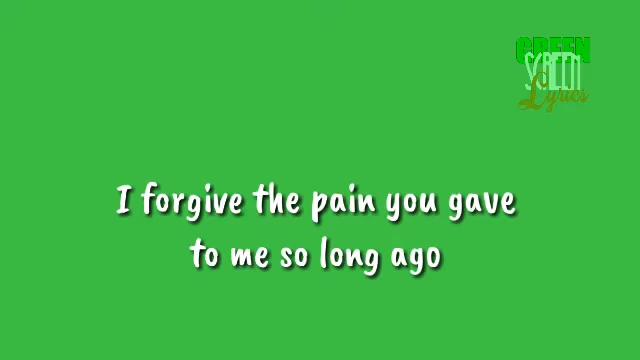 GREEN
SCREEN
Lyrics
I forgive the pain you gave
to me so long ago